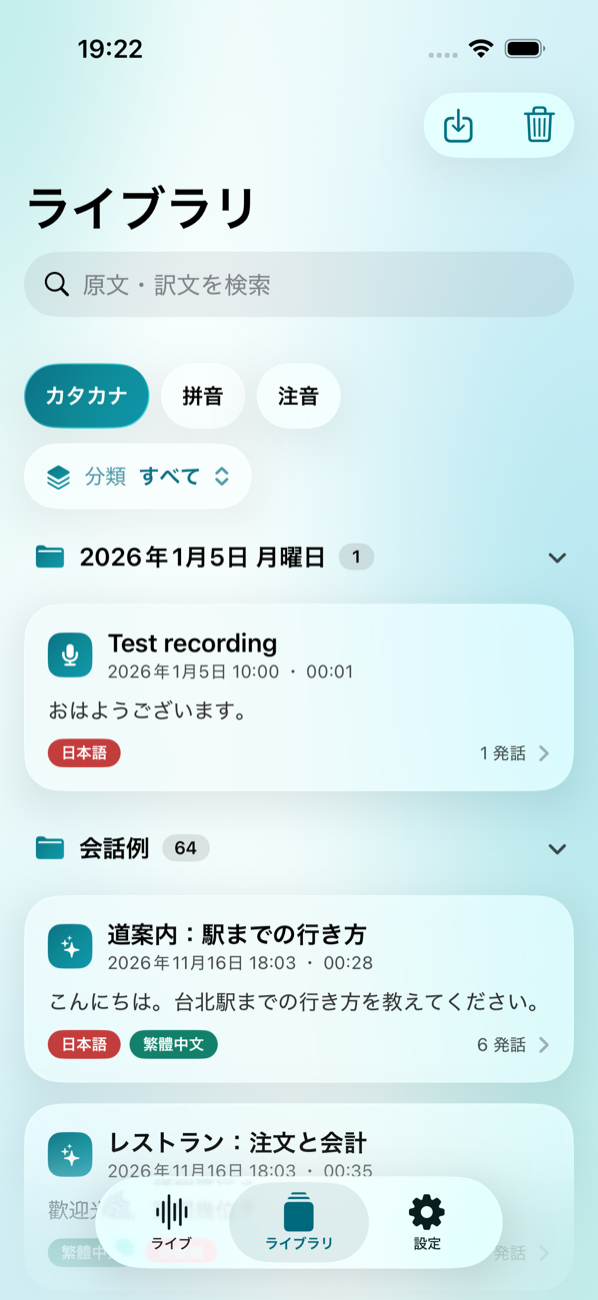 19:22
ライブラリ
原文・訳文を検索
カタカナ
拼音
注音
分類 すべて
2026年1月5日 月曜日 1
Test recording
2026年1月5日 10:00 ・ 00:01
おはようございます。
日本語
1 発話
会話例 64
道案内：駅までの行き方
2026年11月16日 18:03 ・ 00:28
こんにちは。台北駅までの行き方を教えてください。
日本語 繁體中文
6 発話
レストラン：注文と会計
2026年11月16日 18:03 ・ 00:35
歡迎
繁體中
発話
ライブ
ライブラリ
設定